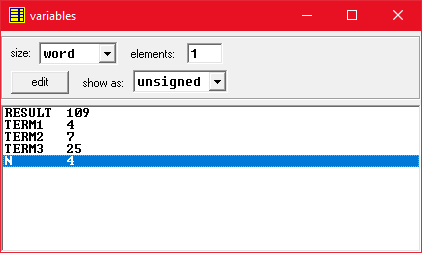 variables
size: word elements: 1
edit show as: unsigned
RESULT 109
TERM1 4
TERM2 7
TERM3 25
N 4